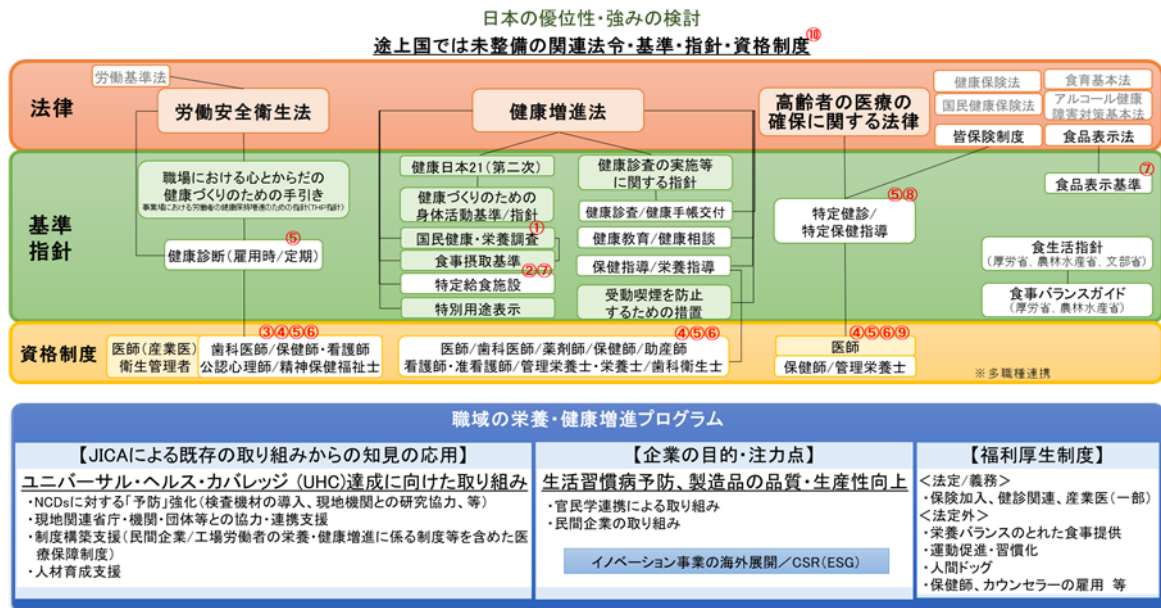 日本の優位性・強みの検討
途上国では未整備の関連法令・基準・指針・資格制度⑩
法律
労働基準法
労働安全衛生法
健康増進法
高齢者の医療の
確保に関する法律
健康保険法
国民健康保険法
皆保険制度
食育基本法
アルコール健康
障害対策基本法
食品表示法
基準
指針
職場における心とからだの
健康づくりのための手引き
事業場における労働者の健康保持増進のための指針(THP指針)
⑤
健康診断(雇用時/定期)
健康日本21(第二次)
健康づくりのための
身体活動基準/指針
①
国民健康・栄養調査
食事摂取基準
②⑦
特定給食施設
特別用途表示
健康診査の実施等
に関する指針
健康診査/健康手帳交付
健康教育/健康相談
保健指導/栄養指導
受動喫煙を防止
するための措置
⑤⑧
特定健診/
特定保健指導
⑦
食品表示基準
食生活指針
(厚労省、農林水産省、文部省)
食事バランスガイド
(厚労省、農林水産省)
資格制度
医師(産業医)
衛生管理者
③④⑤⑥
歯科医師/保健師・看護師
公認心理師/精神保健福祉士
④⑤⑥
医師/歯科医師/薬剤師/保健師/助産師
看護師・准看護師/管理栄養士・栄養士/歯科衛生士
④⑤⑥⑨
医師
保健師/管理栄養士
※多職種連携
職域の栄養・健康増進プログラム
【JICAによる既存の取り組みからの知見の応用】
ユニバーサル・ヘルス・カバレッジ (UHC)達成に向けた取り組み
・NCDsに対する「予防」強化(検査機材の導入、現地機関との研究協力、等)
・現地関連省庁・機関・団体等との協力・連携支援
・制度構築支援(民間企業/工場労働者の栄養・健康増進に係る制度等を含めた医
療保障制度)
・人材育成支援
【企業の目的・注力点】
生活習慣病予防、製造品の品質・生産性向上
・官民学連携による取り組み
・民間企業の取り組み
イノベーション事業の海外展開/CSR(ESG)
【福利厚生制度】
<法定/義務>
・保険加入、健診関連、産業医(一部)
<法定外>
・栄養バランスのとれた食事提供
・運動促進・習慣化
・人間ドッグ
・保健師、カウンセラーの雇用 等